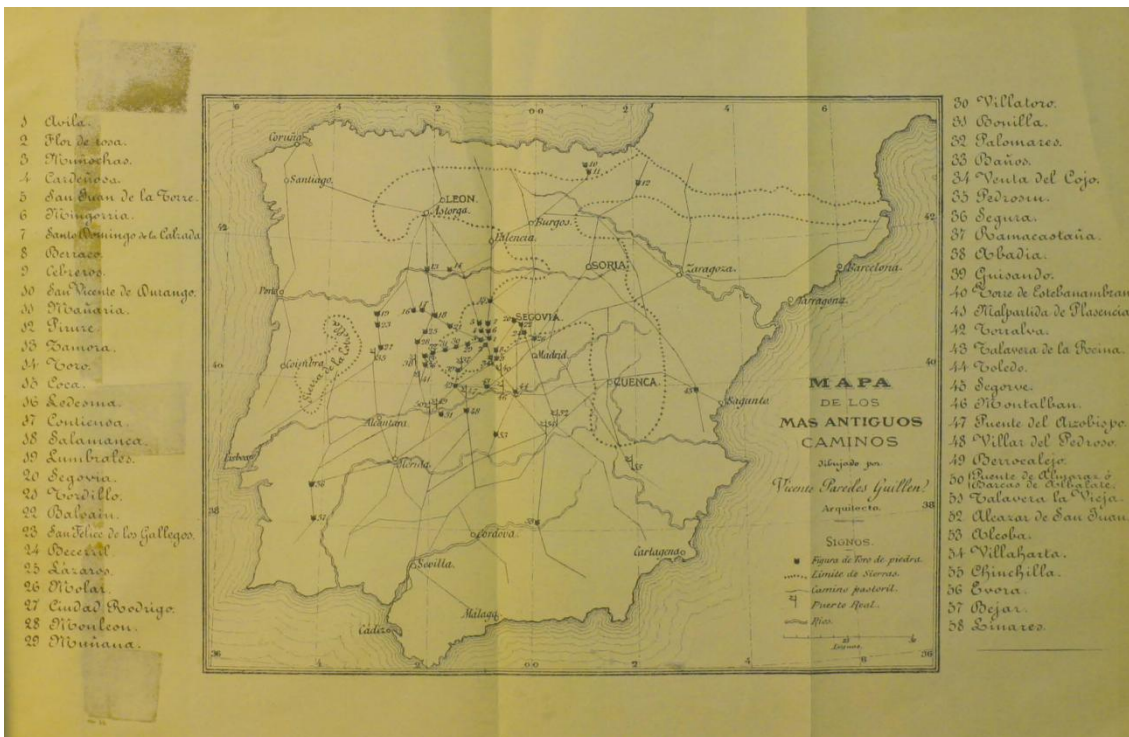 1 Avila.
2 Flor de rosa.
3 Muñochas.
4 Cardeñosa.
5 San Juan de la Torre.
6 Mingorria.
7 Santo Domingo de la Calzada
8 Berraco.
9 Cebreros.
10 San Vicente de Durango.
11 Mañaria.
12 Piruze.
13 Zamora.
14 Toro.
15 Coca.
16 Ledesma.
17 Contiensa.
18 Salamanca.
19 Lumbrales.
20 Segovia.
21 Tordillo.
22 Balsain.
23 San Felice de los Gallegos.
24 Becerril.
25 Lázaros.
26 Molar.
27 Ciudad Rodrigo.
28 Monleon.
29 Muñana.
Coruña
Santiago
LEON.
Astorga.
Burgos.
Palencia.
SORIA
Zaragoza.
Barcelona.
Tarragona.
Porto
SEGOVIA
Madrid.
Coimbra
CUENCA.
Sagunto.
Alcántara.
Mérida.
Córdova.
Sevilla.
Cartagena
Málaga
Cádiz
MAPA
DE LOS
MAS ANTIGUOS
CAMINOS
dibujado por
Vicente Paredes Guillen.
Arquitecto.
SIGNOS.
Figura de Toro de piedra.
Limite de Sierras.
Camino pastoril.
Puerto Real.
Rios.
Leguas.
30 Villatoro.
31 Bonilla.
32 Palomares.
33 Baños.
34 Venta del Cojo.
35 Pedrosin.
36 Segura.
37 Ramacastaña.
38 Abadia.
39 Guisando.
40 Torre de Estebanambran
41 Malpartida de Plasencia
42 Torralva.
43 Talavera de la Reina.
44 Toledo.
45 Segorve.
46 Montalban.
47 Puente del Arzobispo.
48 Villar del Pedroso.
49 Berrocalejo.
50 Puente de Almaraz ó
Barcas de Albalate.
51 Talavera la Vieja.
52 Alcazar de San Juan
53 Alcoba.
54 Villaharta.
55 Chinchilla.
56 Evora.
57 Bejar.
58 Linares.